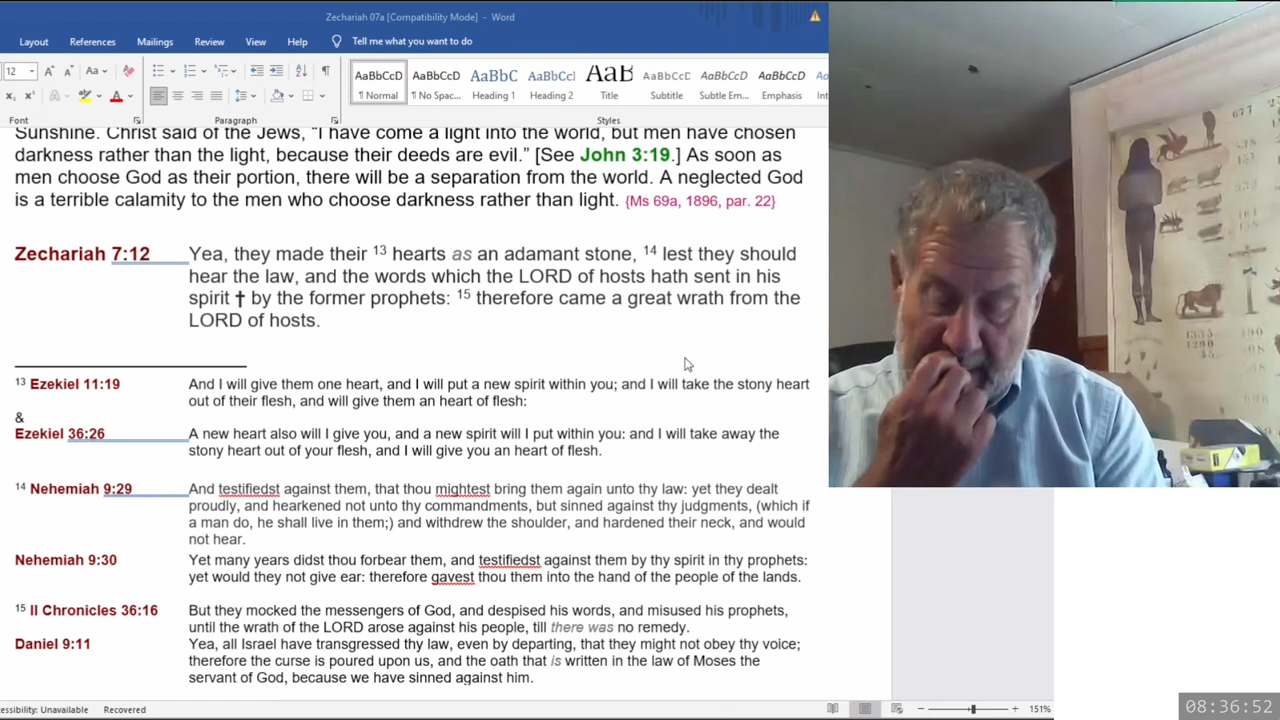 Zechariah 07a [Compatibility Mode] - Word
Layout References Mailings Review View Help Tell me what you want to do
12 Aa
AaBbCcD AaBbCcD AaBbC AaBbCc AaB AaBbCcD AaBbCcD AaBbCcD
¶ Normal ¶ No Spac... Heading 1 Heading 2 Title Subtitle Subtle Em... Emphasis
Font Paragraph Styles
Sunshine. Christ said of the Jews, "I have come a light into the world, but men have chosen
darkness rather than the light, because their deeds are evil." [See John 3:19.] As soon as
men choose God as their portion, there will be a separation from the world. A neglected God
is a terrible calamity to the men who choose darkness rather than light. {Ms 69a, 1896, par. 22}
Zechariah 7:12 Yea, they made their 13 hearts as an adamant stone, 14 lest they should
hear the law, and the words which the LORD of hosts hath sent in his
spirit ✝ by the former prophets: 15 therefore came a great wrath from the
LORD of hosts.
13 Ezekiel 11:19 And I will give them one heart, and I will put a new spirit within you; and I will take the stony heart
out of their flesh, and will give them an heart of flesh:
&
Ezekiel 36:26 A new heart also will I give you, and a new spirit will I put within you: and I will take away the
stony heart out of your flesh, and I will give you an heart of flesh.
14 Nehemiah 9:29 And testifiedst against them, that thou mightest bring them again unto thy law: yet they dealt
proudly, and hearkened not unto thy commandments, but sinned against thy judgments, (which if
a man do, he shall live in them;) and withdrew the shoulder, and hardened their neck, and would
not hear.
Nehemiah 9:30 Yet many years didst thou forbear them, and testifiedst against them by thy spirit in thy prophets:
yet would they not give ear: therefore gavest thou them into the hand of the people of the lands.
15 II Chronicles 36:16 But they mocked the messengers of God, and despised his words, and misused his prophets,
until the wrath of the LORD arose against his people, till there was no remedy.
Daniel 9:11 Yea, all Israel have transgressed thy law, even by departing, that they might not obey thy voice;
therefore the curse is poured upon us, and the oath that is written in the law of Moses the
servant of God, because we have sinned against him.
ccessibility: Unavailable Recovered 151%
677
1335
1290
45
08:36:52